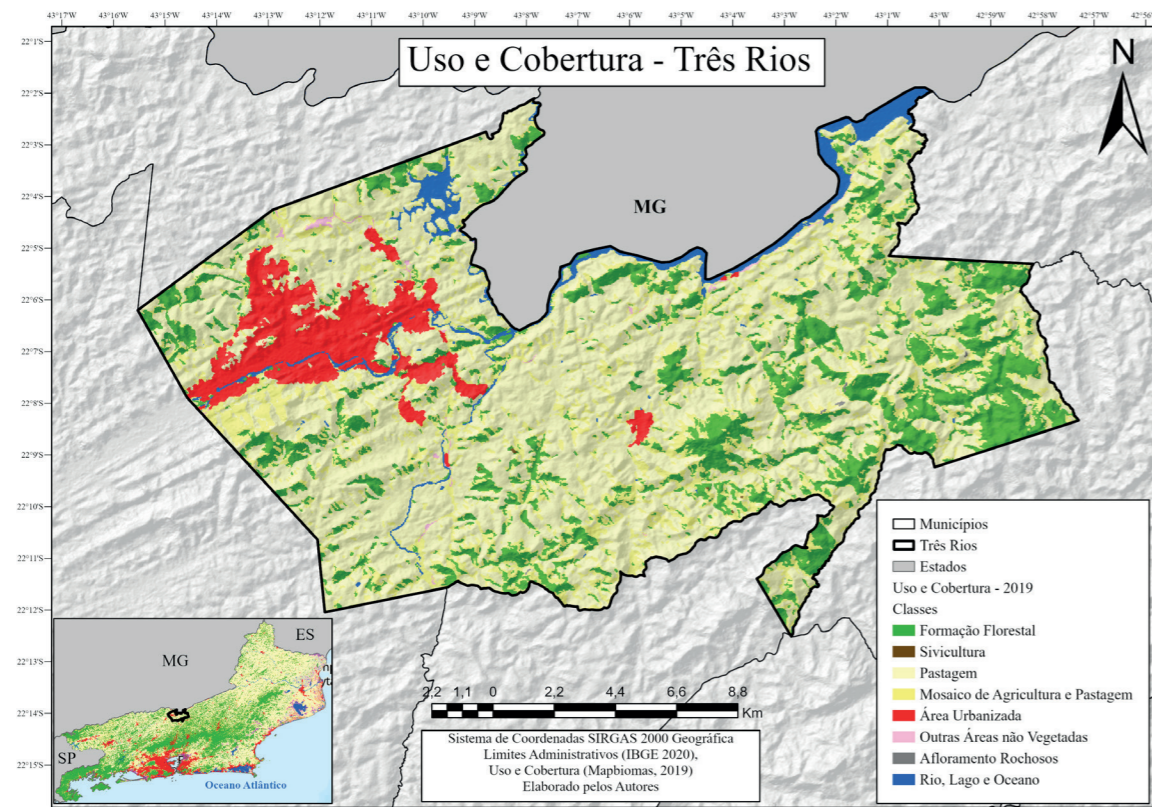 43°17'W 43°16'W 43°15'W 43°14'W 43°13'W 43°12'W 43°11'W 43°10'W 43°9'W 43°8'W 43°7'W 43°6'W 43°5'W 43°4'W 43°3'W 43°2'W 43°1'W 43°0'W 42°59'W 42°58'W 42°57'W 42°56'W
Uso e Cobertura - Três Rios
N
22°1'S
22°2'S
22°3'S
22°4'S
22°5'S
22°6'S
22°7'S
22°8'S
22°9'S
22°10'S
22°11'S
22°12'S
22°13'S
22°14'S
22°15'S
MG
Municípios
Três Rios
Estados
Uso e Cobertura - 2019
Classes
Formação Florestal
Sivicultura
Pastagem
Mosaico de Agricultura e Pastagem
Área Urbanizada
Outras Áreas não Vegetadas
Afloramento Rochosos
Rio, Lago e Oceano
ES
MG
SP
Oceano Atlântico
2,2 1,1 0 2,2 4,4 6,6 8,8
Km
Sistema de Coordenadas SIRGAS 2000 Geográfica
Limites Administrativos (IBGE 2020),
Uso e Cobertura (Mapbiomas, 2019)
Elaborado pelos Autores